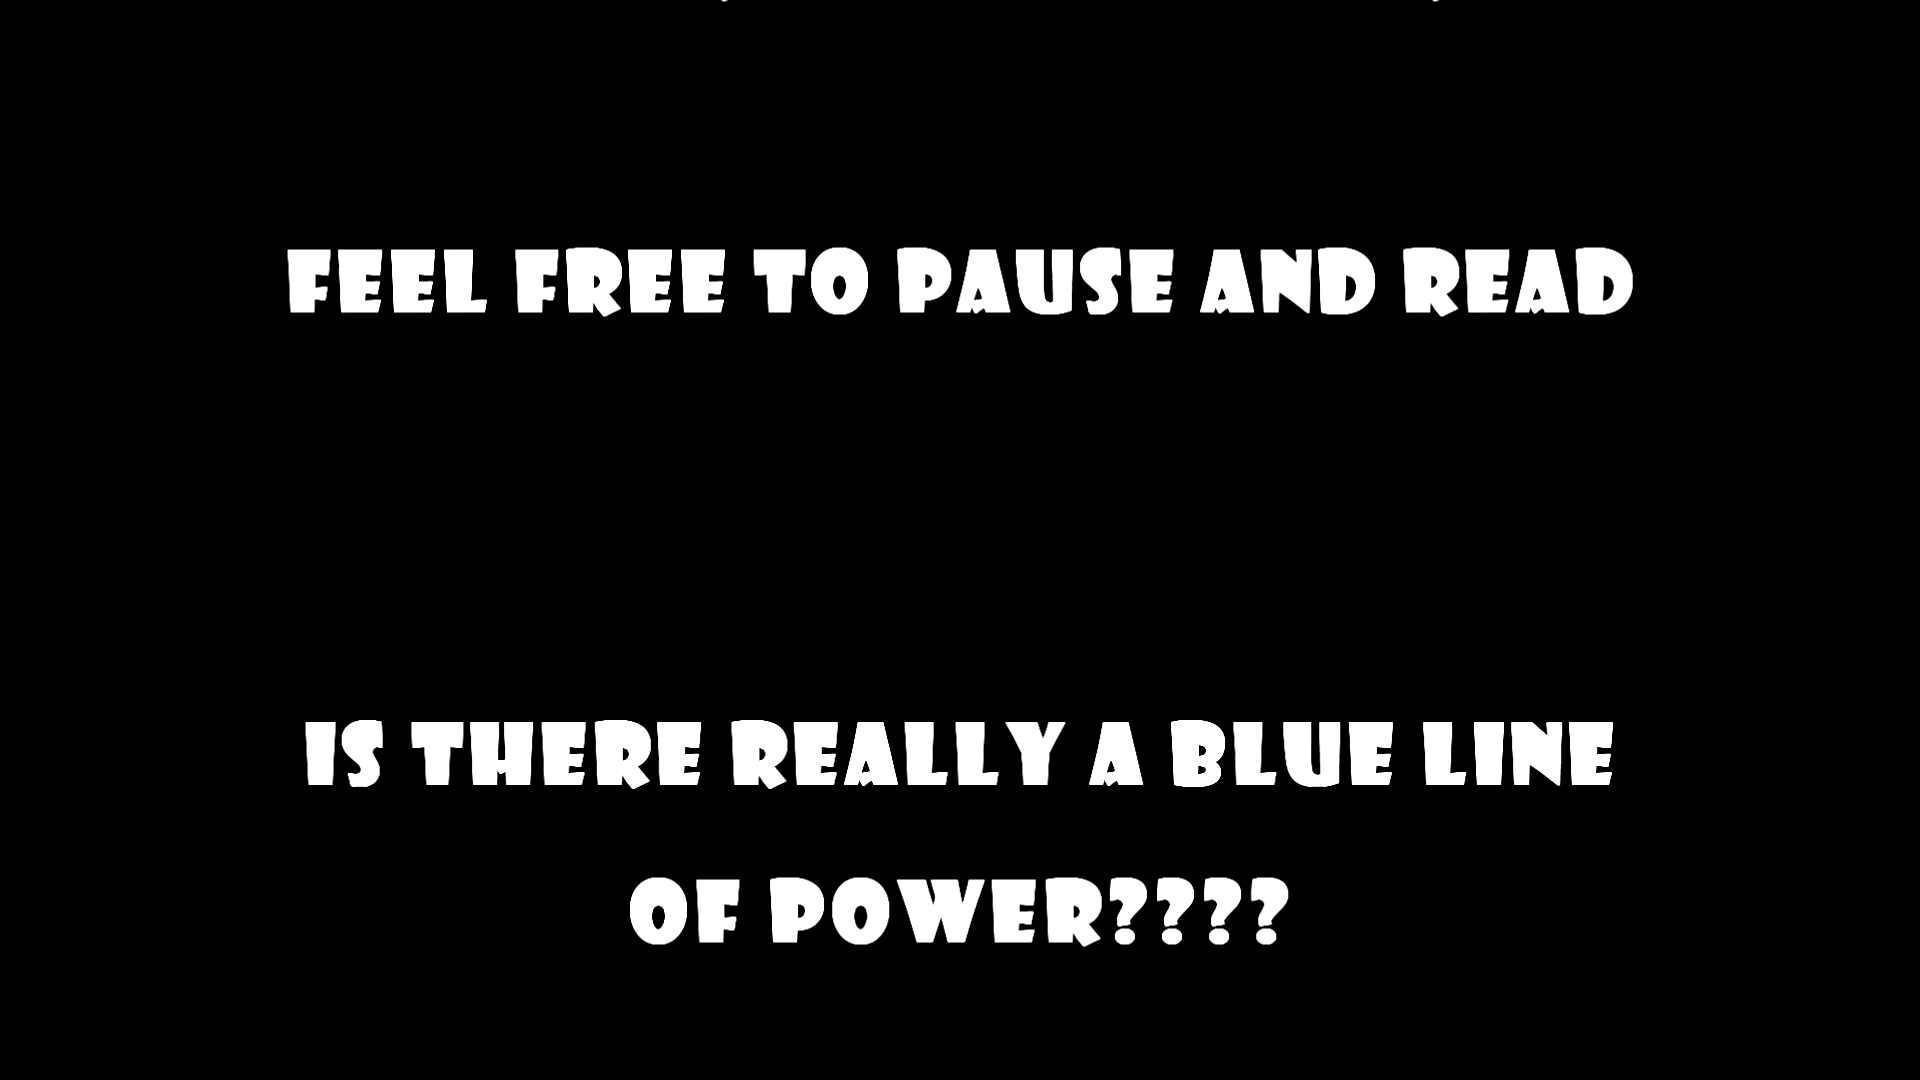 FEEL FREE TO PAUSE AND READ
IS THERE REALLY A BLUE LINE
OF POWER????